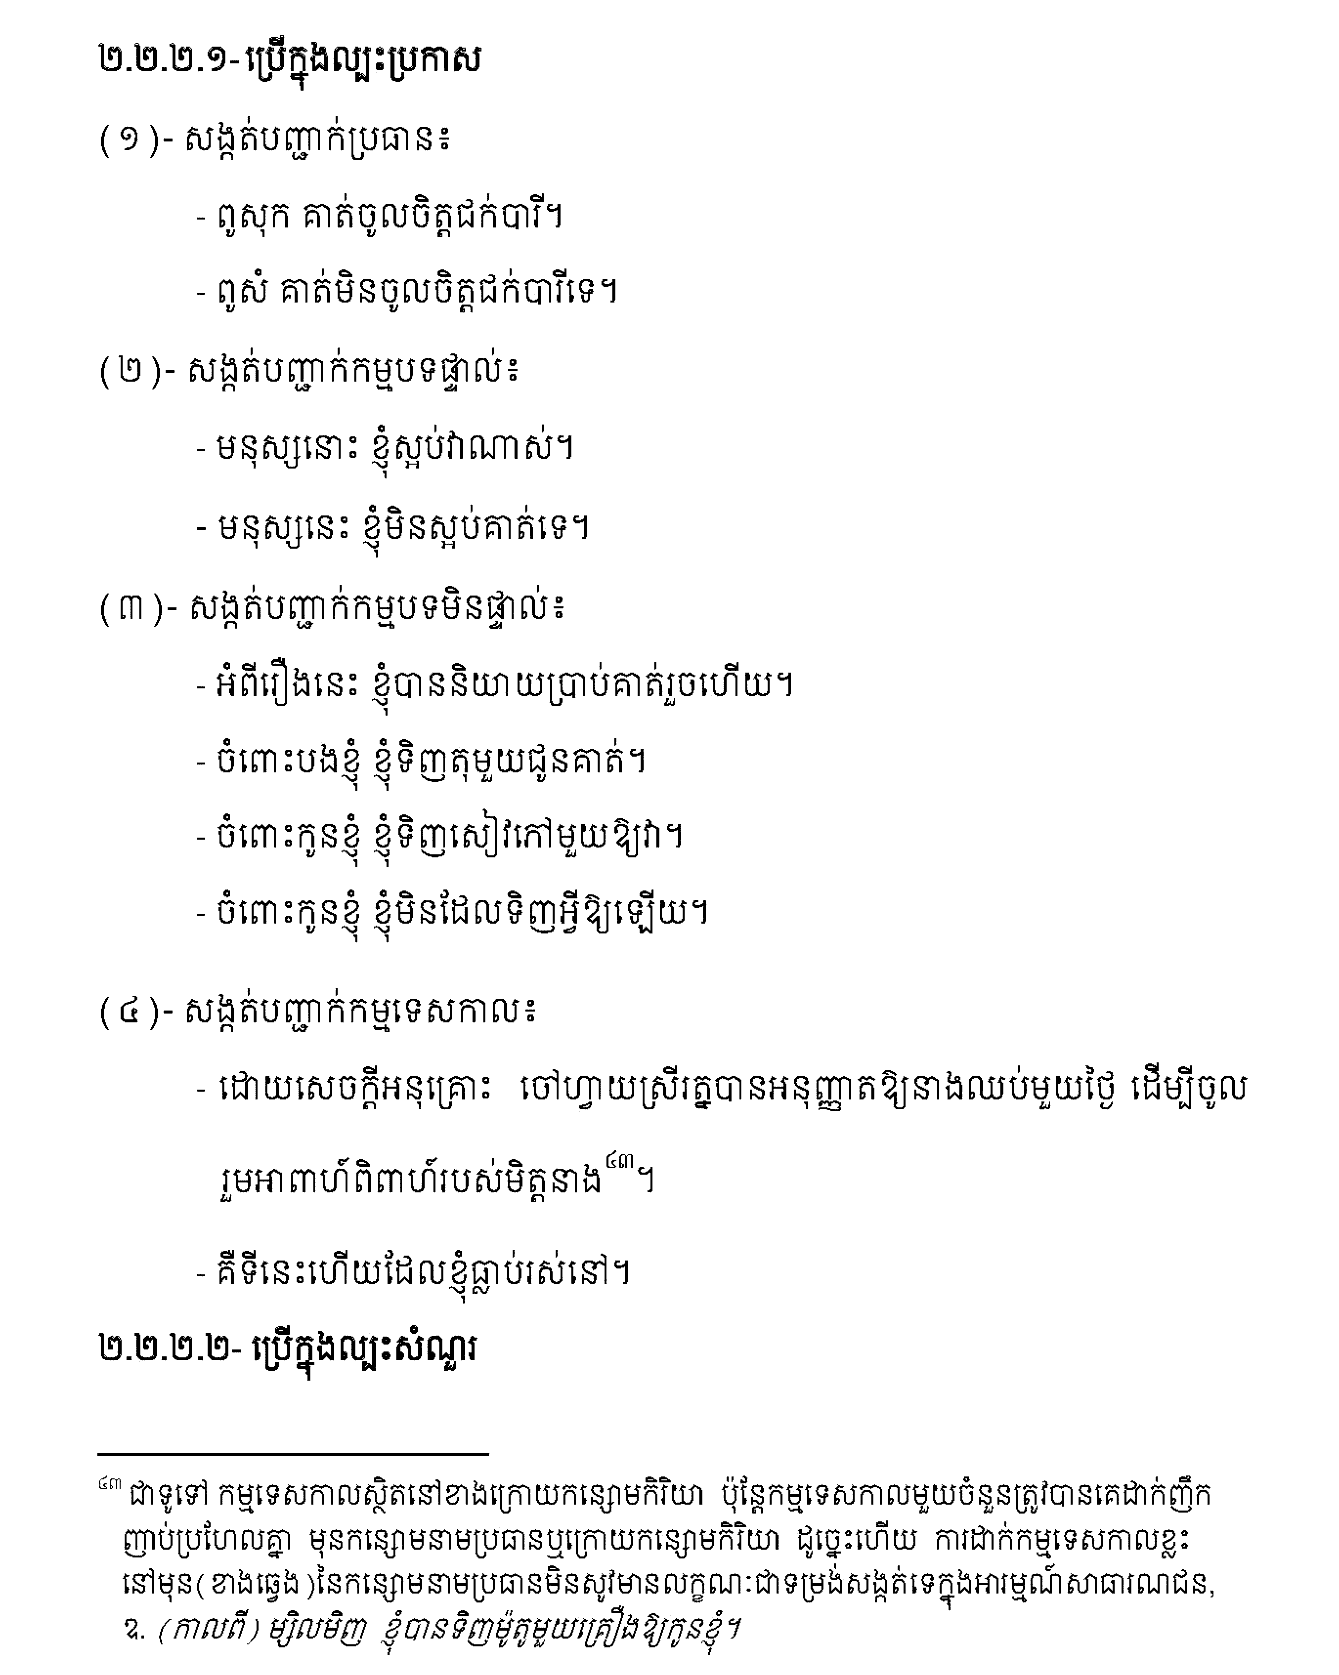 ២.២.២.១- ប្រើក្នុងល្បះប្រកាស
(១)- សង្កត់បញ្ជាក់ប្រធាន៖
- ពូសុក គាត់ចូលចិត្តជក់បារី។
- ពូសំ គាត់មិនចូលចិត្តជក់បារីទេ។
(២)- សង្កត់បញ្ជាក់កម្មបទផ្ទាល់៖
- មនុស្សនោះ ខ្ញុំស្អប់វាណាស់។
- មនុស្សនេះ ខ្ញុំមិនស្អប់គាត់ទេ។
(៣)- សង្កត់បញ្ជាក់កម្មបទមិនផ្ទាល់៖
- អំពីរឿងនេះ ខ្ញុំបាននិយាយប្រាប់គាត់រួចហើយ។
- ចំពោះបងខ្ញុំ ខ្ញុំទិញតុមួយជូនគាត់។
- ចំពោះកូនខ្ញុំ ខ្ញុំទិញសៀវភៅមួយឱ្យវា។
- ចំពោះកូនខ្ញុំ ខ្ញុំមិនដែលទិញអ្វីឱ្យឡើយ។
(៤)- សង្កត់បញ្ជាក់កម្មទេសកាល៖
- ដោយសេចក្ដីអនុគ្រោះ ចៅហ្វាយស្រីរត្នបានអនុញ្ញាតឱ្យនាងឈប់មួយថ្ងៃ ដើម្បីចូល
រួមអាពាហ៍ពិពាហ៍របស់មិត្តនាង៤៣។
- គឺទីនេះហើយដែលខ្ញុំធ្លាប់រស់នៅ។
២.២.២.២- ប្រើក្នុងល្បះសំណួរ
៤៣ ជាទូទៅ កម្មទេសកាលស្ថិតនៅខាងក្រោយកន្សោមកិរិយា ប៉ុន្តែកម្មទេសកាលមួយចំនួនត្រូវបានគេដាក់ញឹក
ញាប់ប្រហែលគ្នា មុនកន្សោមនាមប្រធានឬក្រោយកន្សោមកិរិយា ដូច្នេះហើយ ការដាក់កម្មទេសកាលខ្លះ
នៅមុន(ខាងឆ្វេង)នៃកន្សោមនាមប្រធានមិនសូវមានលក្ខណៈជាទម្រង់សង្កត់ទេក្នុងអារម្មណ៍សាធារណជន,
ឧ. (កាលពី) ម្សិលមិញ ខ្ញុំបានទិញម៉ូតូមួយគ្រឿងឱ្យកូនខ្ញុំ។